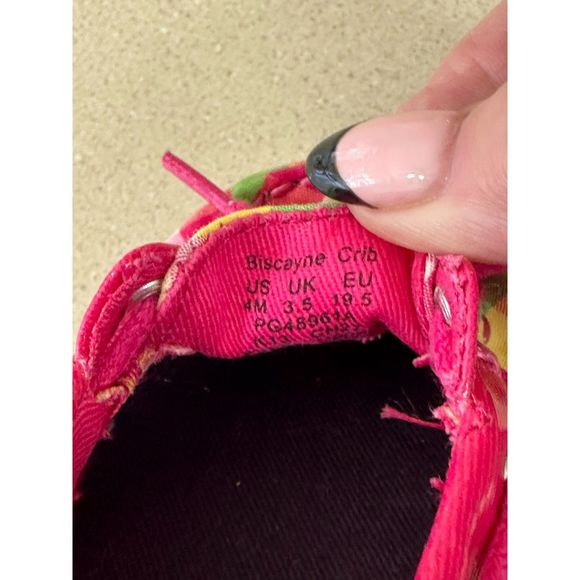 Biscayne Crib
US UK EU
4M 3.5 19.5
PG48961A